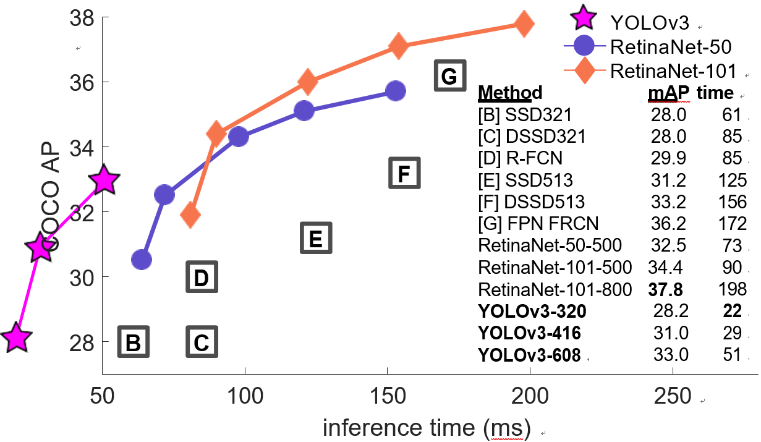 38
36
34
32
30
28
COCO AP
50
100
150
200
250
inference time (ms)
YOLOv3
RetinaNet-50
RetinaNet-101
G
F
E
D
B
C
Method mAP time
[B] SSD321 28.0 61
[C] DSSD321 28.0 85
[D] R-FCN 29.9 85
[E] SSD513 31.2 125
[F] DSSD513 33.2 156
[G] FPN FRCN 36.2 172
RetinaNet-50-500 32.5 73
RetinaNet-101-500 34.4 90
RetinaNet-101-800 37.8 198
YOLOv3-320 28.2 22
YOLOv3-416 31.0 29
YOLOv3-608 33.0 51